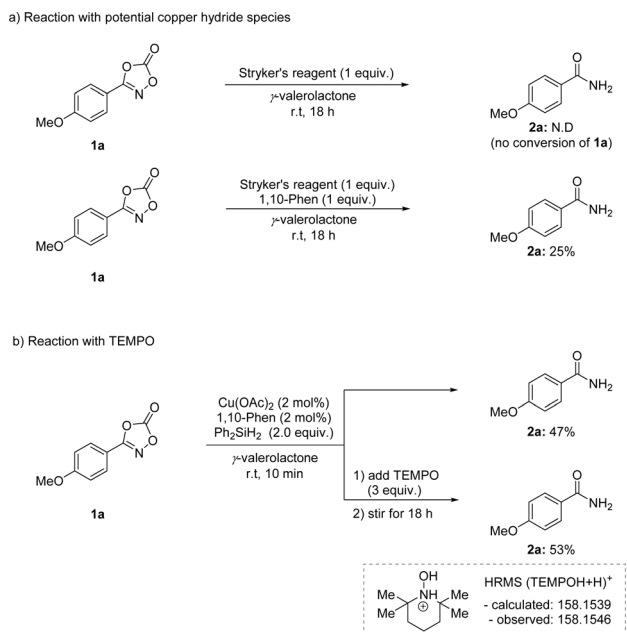 a) Reaction with potential copper hydride species
O
O
O
N
MeO
1a
Stryker's reagent (1 equiv.)
γ-valerolactone
r.t, 18 h
O
NH2
MeO
2a: N.D
(no conversion of 1a)
O
O
O
N
MeO
1a
Stryker's reagent (1 equiv.)
1,10-Phen (1 equiv.)
γ-valerolactone
r.t, 18 h
O
NH2
MeO
2a: 25%
b) Reaction with TEMPO
O
O
O
N
MeO
1a
Cu(OAc)2 (2 mol%)
1,10-Phen (2 mol%)
Ph2SiH2 (2.0 equiv.)
γ-valerolactone
r.t, 10 min
O
NH2
MeO
2a: 47%
1) add TEMPO
(3 equiv.)
2) stir for 18 h
O
NH2
MeO
2a: 53%
OH
Me NH Me
Me ⊕ Me
HRMS (TEMPOH+H)+
- calculated: 158.1539
- observed: 158.1546